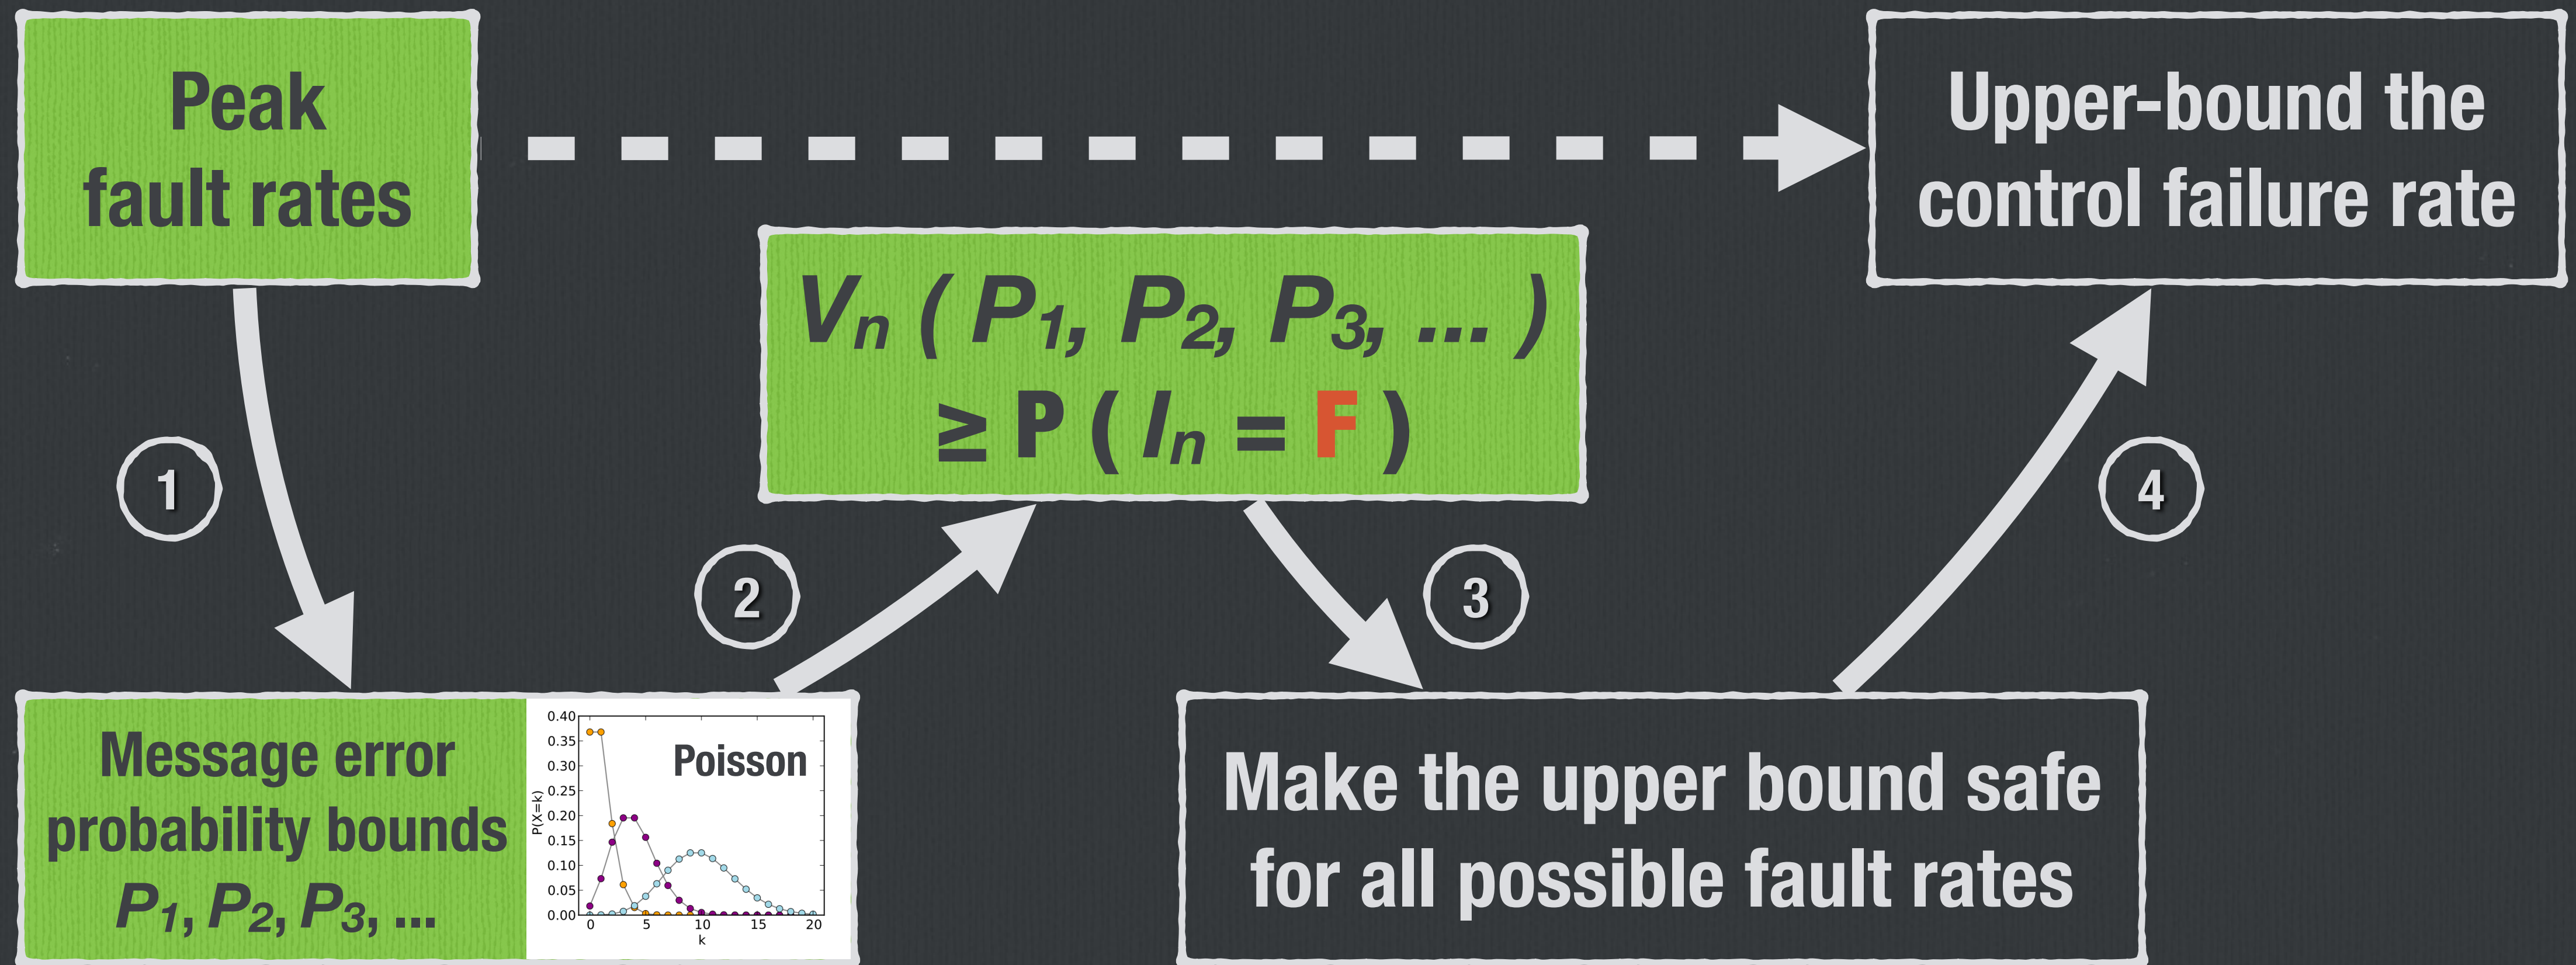 Peak
fault rates
Upper-bound the
control failure rate
Vn ( P1, P2, P3, ... )
≥ P ( In = F )
1
2
3
4
Message error
probability bounds
P1, P2, P3, ...
Poisson
P(X=k)
0.40
0.35
0.30
0.25
0.20
0.15
0.10
0.05
0.00
0 5 10 15 20
k
Make the upper bound safe
for all possible fault rates